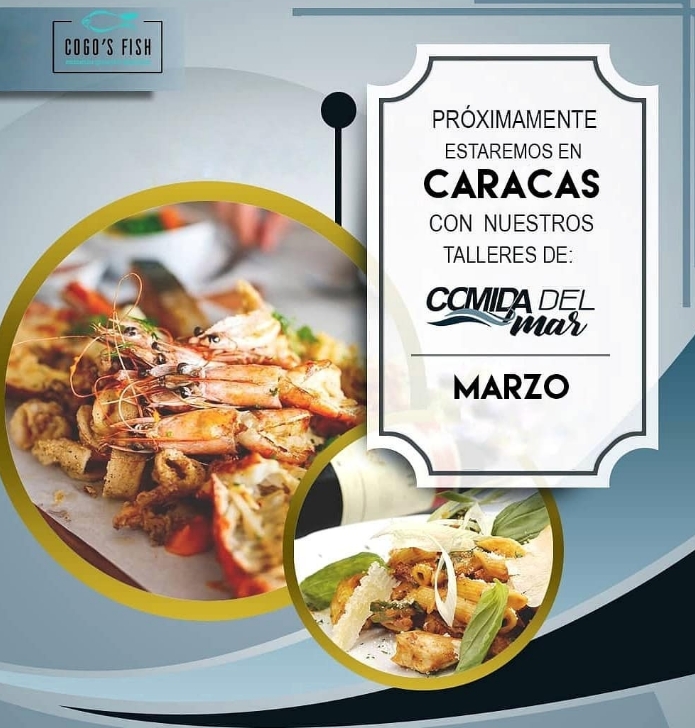 COGO'S FISH
PRÓXIMAMENTE
ESTAREMOS EN
CARACAS
CON NUESTROS
TALLERES DE:
COMIDA DEL
mar
MARZO